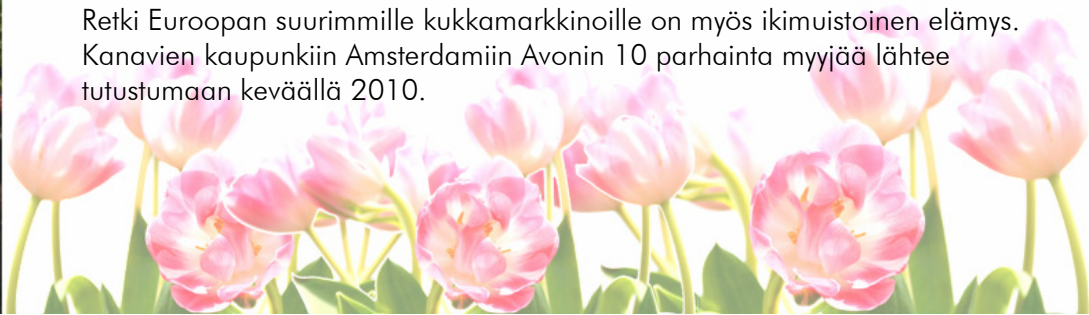 Retki Euroopan suurimmille kukkamarkkinoille on myös ikimuistoinen elämys.
Kanavien kaupunkiin Amsterdamiin Avonin 10 parhainta myyjää lähtee
tutustumaan keväällä 2010.